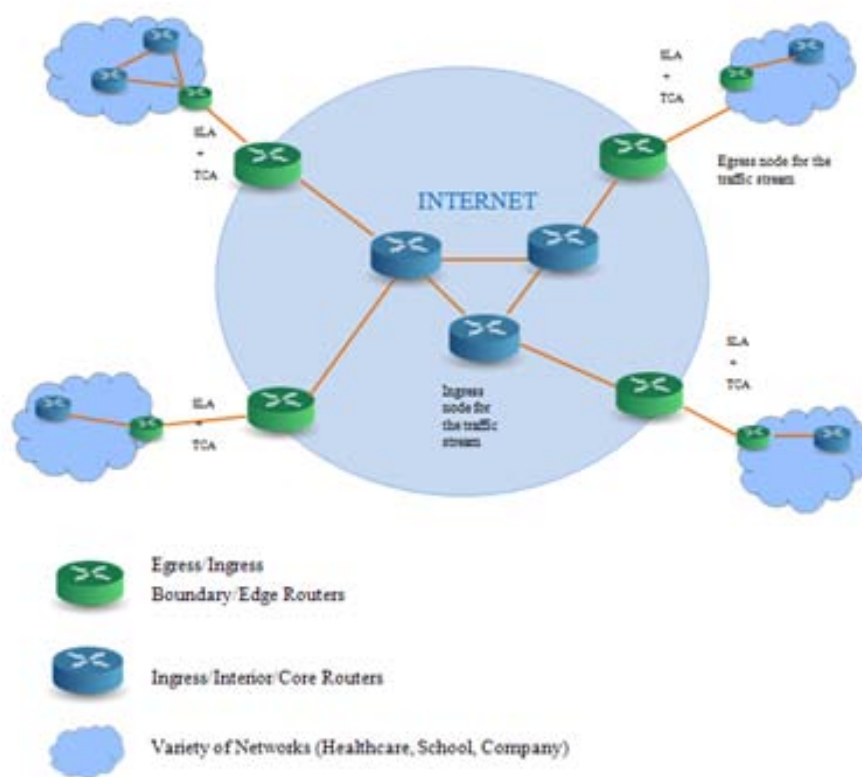 SLA
+
TCA
SLA
+
TCA
Egress node for the
traffic stream
INTERNET
SLA
+
TCA
SLA
+
TCA
Ingress
node for
the traffic
stream
Egress/Ingress
Boundary/Edge Routers
Ingress/Interior/Core Routers
Variety of Networks (Healthcare, School, Company)